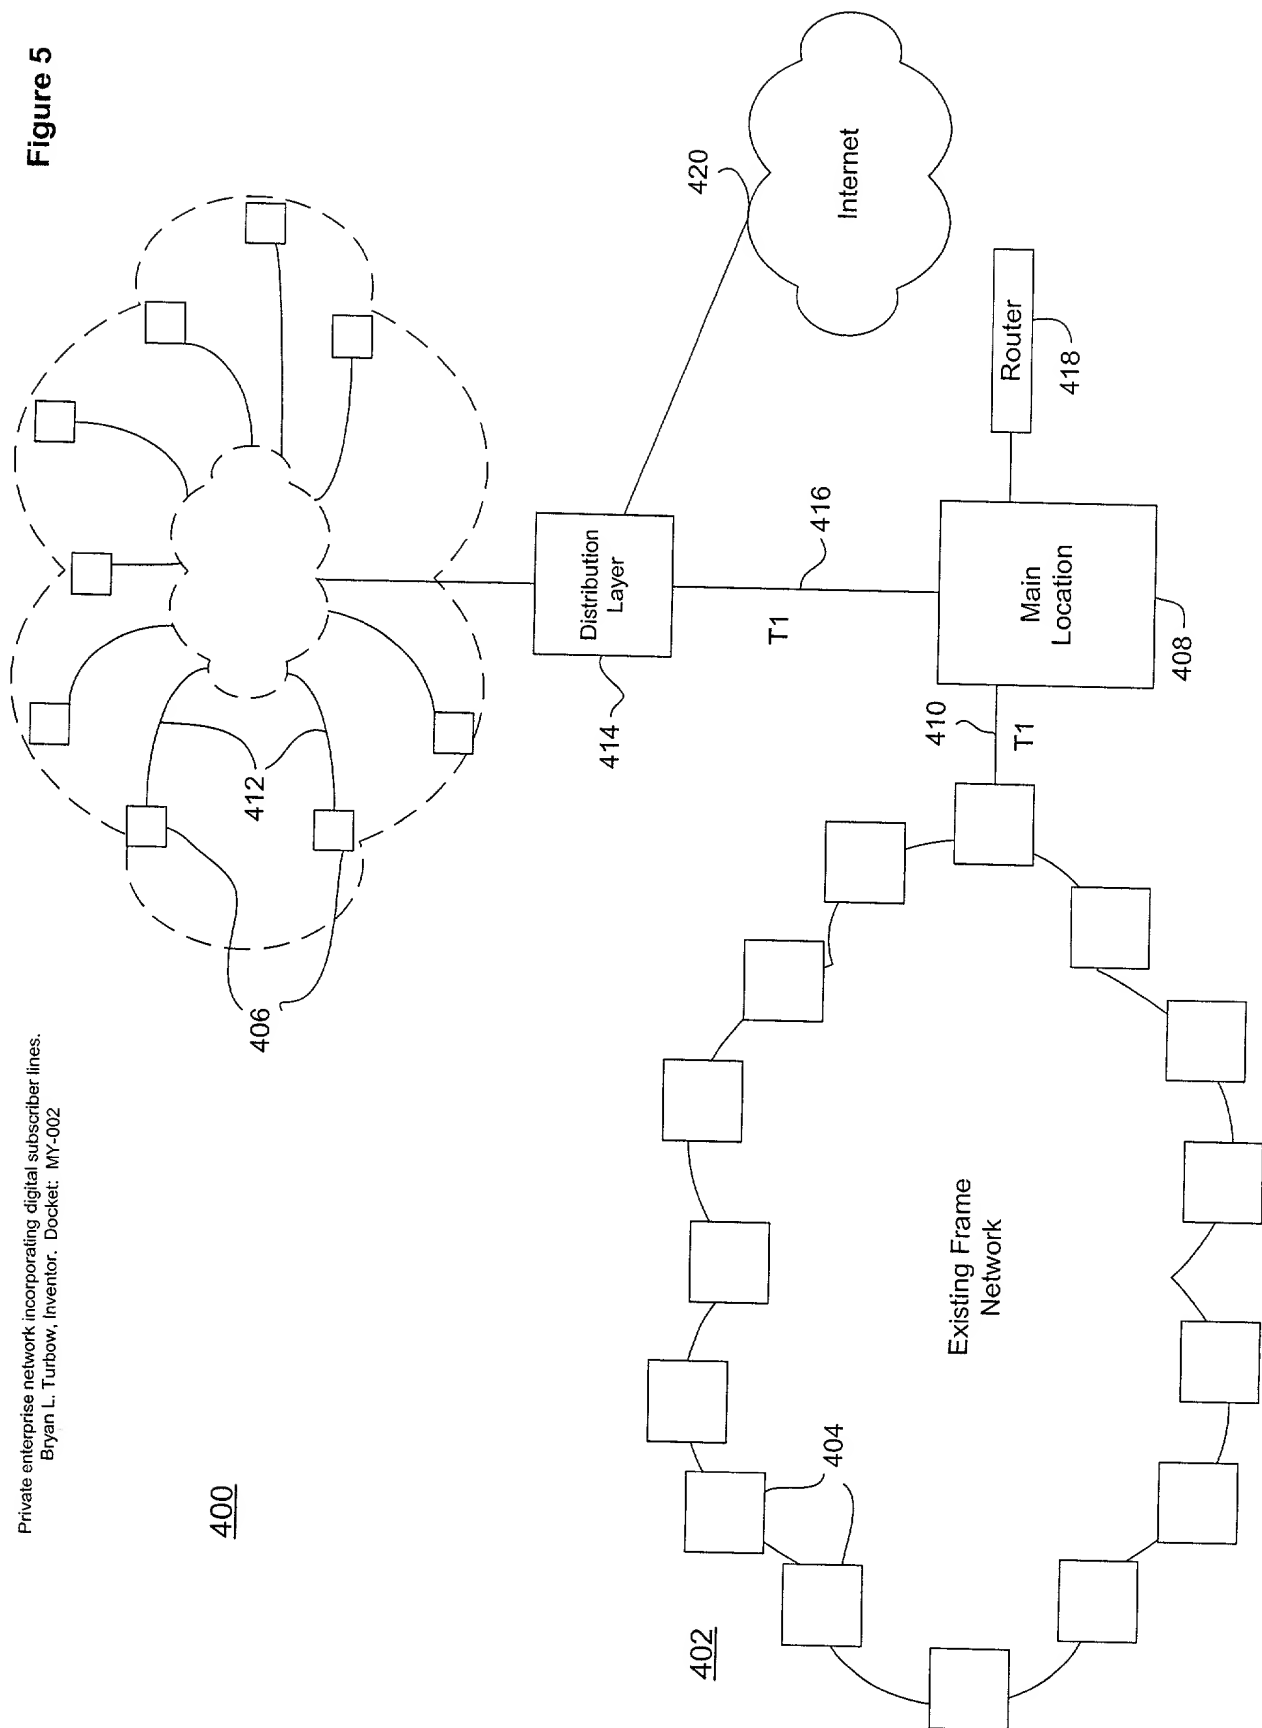 Private enterprise network incorporating digital subscriber lines.
Bryan L. Turbow, Inventor. Docket: MY-002
Figure 5
400
406
412
414
Distribution
Layer
420
Internet
T1
416
402
404
Existing Frame
Network
410
T1
Main
Location
408
Router
418